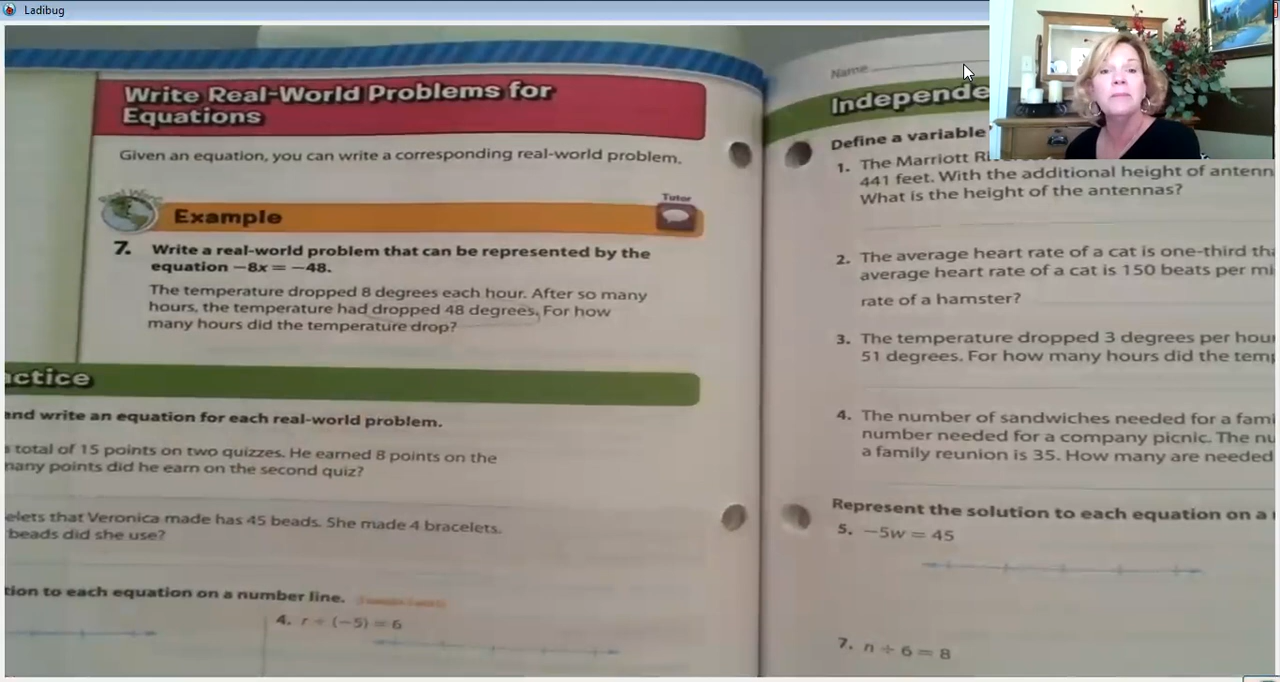 Ladibug
Write Real-World Problems for
Equations
Given an equation, you can write a corresponding real-world problem.
Real World
Example
Tutor
7. Write a real-world problem that can be represented by the
equation −8x = −48.
The temperature dropped 8 degrees each hour. After so many
hours, the temperature had dropped 48 degrees. For how
many hours did the temperature drop?
actice
and write an equation for each real-world problem.
s total of 15 points on two quizzes. He earned 8 points on the
many points did he earn on the second quiz?
elets that Veronica made has 45 beads. She made 4 bracelets.
beads did she use?
tion to each equation on a number line.
4. r ÷ (−5) = 6
Name
Independe
Define a variable
1. The Marriott R
441 feet. With the additional height of antenn
What is the height of the antennas?
2. The average heart rate of a cat is one-third tha
average heart rate of a cat is 150 beats per mi
rate of a hamster?
3. The temperature dropped 3 degrees per hour
51 degrees. For how many hours did the temp
4. The number of sandwiches needed for a fami
number needed for a company picnic. The nu
a family reunion is 35. How many are needed
Represent the solution to each equation on a
5. −5w = 45
7. n ÷ 6 = 8